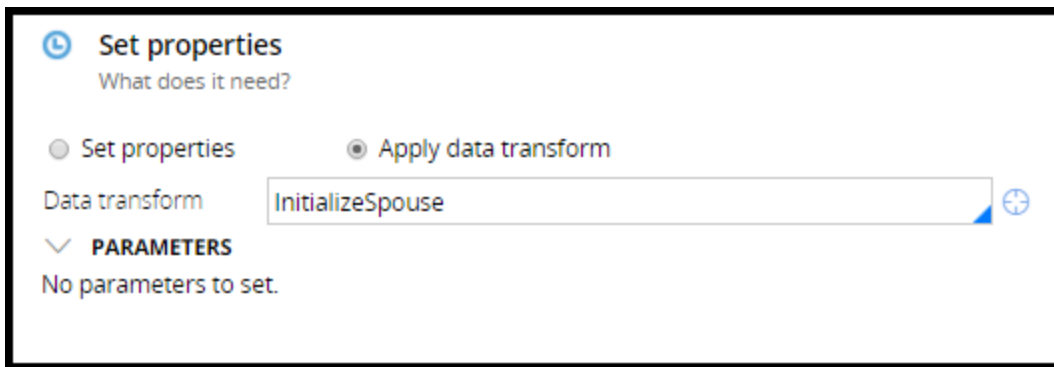 Set properties
What does it need?
Set properties Apply data transform
Data transform InitializeSpouse
PARAMETERS
No parameters to set.